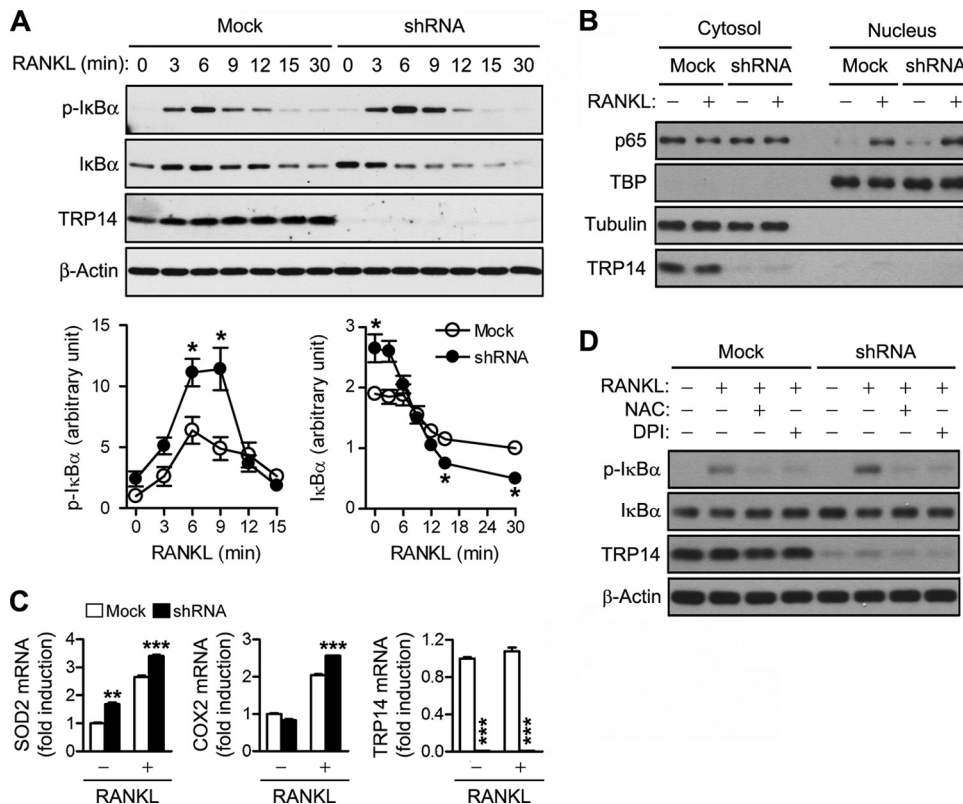 A
Mock shRNA
RANKL (min): 0 3 6 9 12 15 30 0 3 6 9 12 15 30
p-IκBα
IκBα
TRP14
β-Actin
p-IκBα (arbitrary unit)
15
10
5
0
* *
0 3 6 9 12 15
RANKL (min)
IκBα (arbitrary unit)
3
2
1
0
*
Mock
shRNA
* *
0 6 12 18 24 30
RANKL (min)
B
Cytosol Nucleus
Mock shRNA Mock shRNA
RANKL: − + − + − + − +
p65
TBP
Tubulin
TRP14
C
Mock shRNA
SOD2 mRNA
(fold induction)
4
3
2
1
0
** ***
− +
RANKL
COX2 mRNA
(fold induction)
3
2
1
0
***
− +
RANKL
TRP14 mRNA
(fold induction)
1.2
0.8
0.4
0.0
*** ***
− +
RANKL
D
Mock shRNA
RANKL: − + + + − + + +
NAC: − − + − − − + −
DPI: − − − + − − − +
p-IκBα
IκBα
TRP14
β-Actin